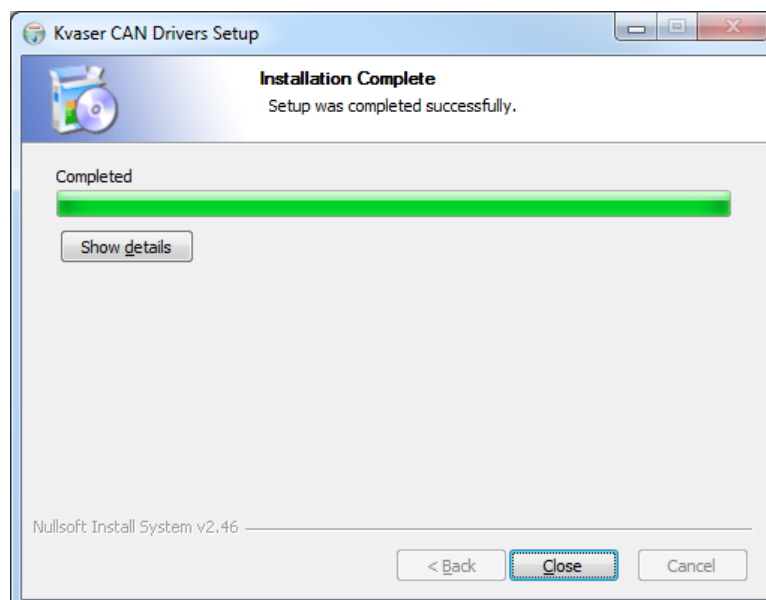 Kvaser CAN Drivers Setup
Installation Complete
Setup was completed successfully.
Completed
Show details
Nullsoft Install System v2.46
< Back Close Cancel